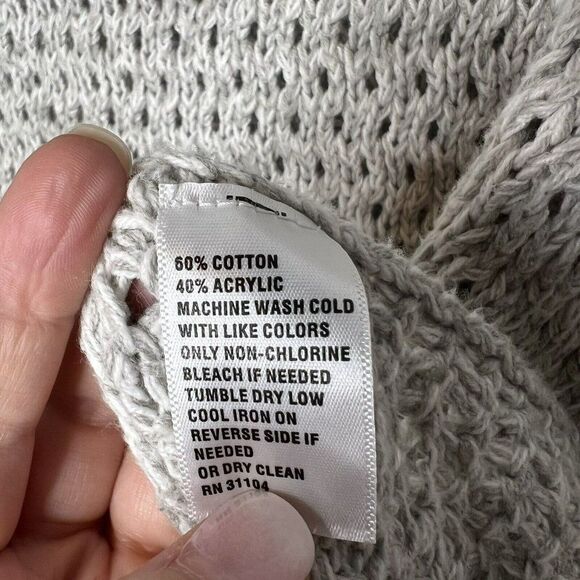 60% COTTON
40% ACRYLIC
MACHINE WASH COLD
WITH LIKE COLORS
ONLY NON-CHLORINE
BLEACH IF NEEDED
TUMBLE DRY LOW
COOL IRON ON
REVERSE SIDE IF
NEEDED
OR DRY CLEAN
RN 31104